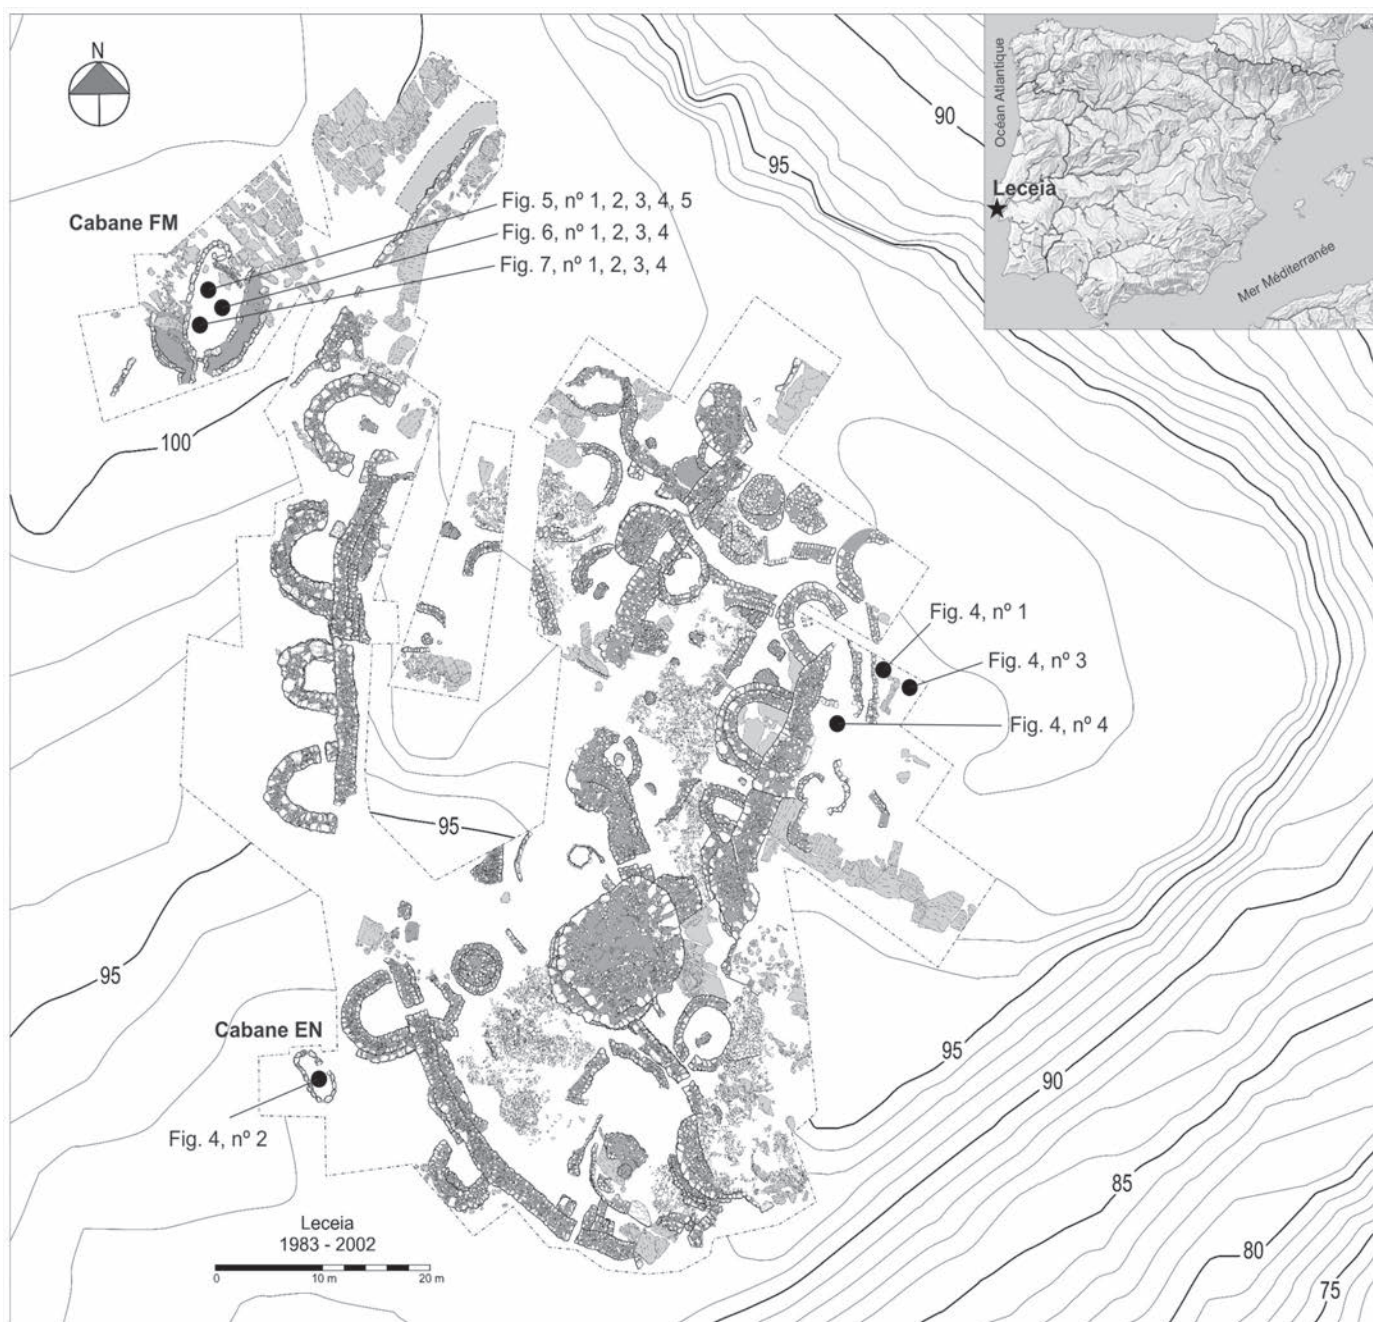 N
Océan Atlantique
Leceia
Mer Méditerranée
90
95
Cabane FM
Fig. 5, nº 1, 2, 3, 4, 5
Fig. 6, nº 1, 2, 3, 4
Fig. 7, nº 1, 2, 3, 4
100
Fig. 4, nº 1
Fig. 4, nº 3
Fig. 4, nº 4
95
95
Cabane EN
95
90
Fig. 4, nº 2
85
Leceia
1983 - 2002
80
0 10 m 20 m
75